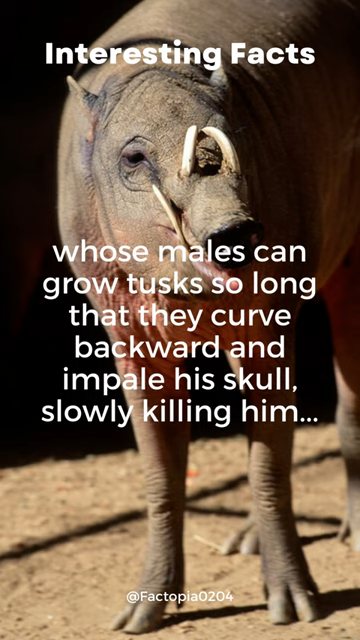 Interesting Facts
whose males can
grow tusks so long
that they curve
backward and
impale his skull,
slowly killing him...
@Factopia0204